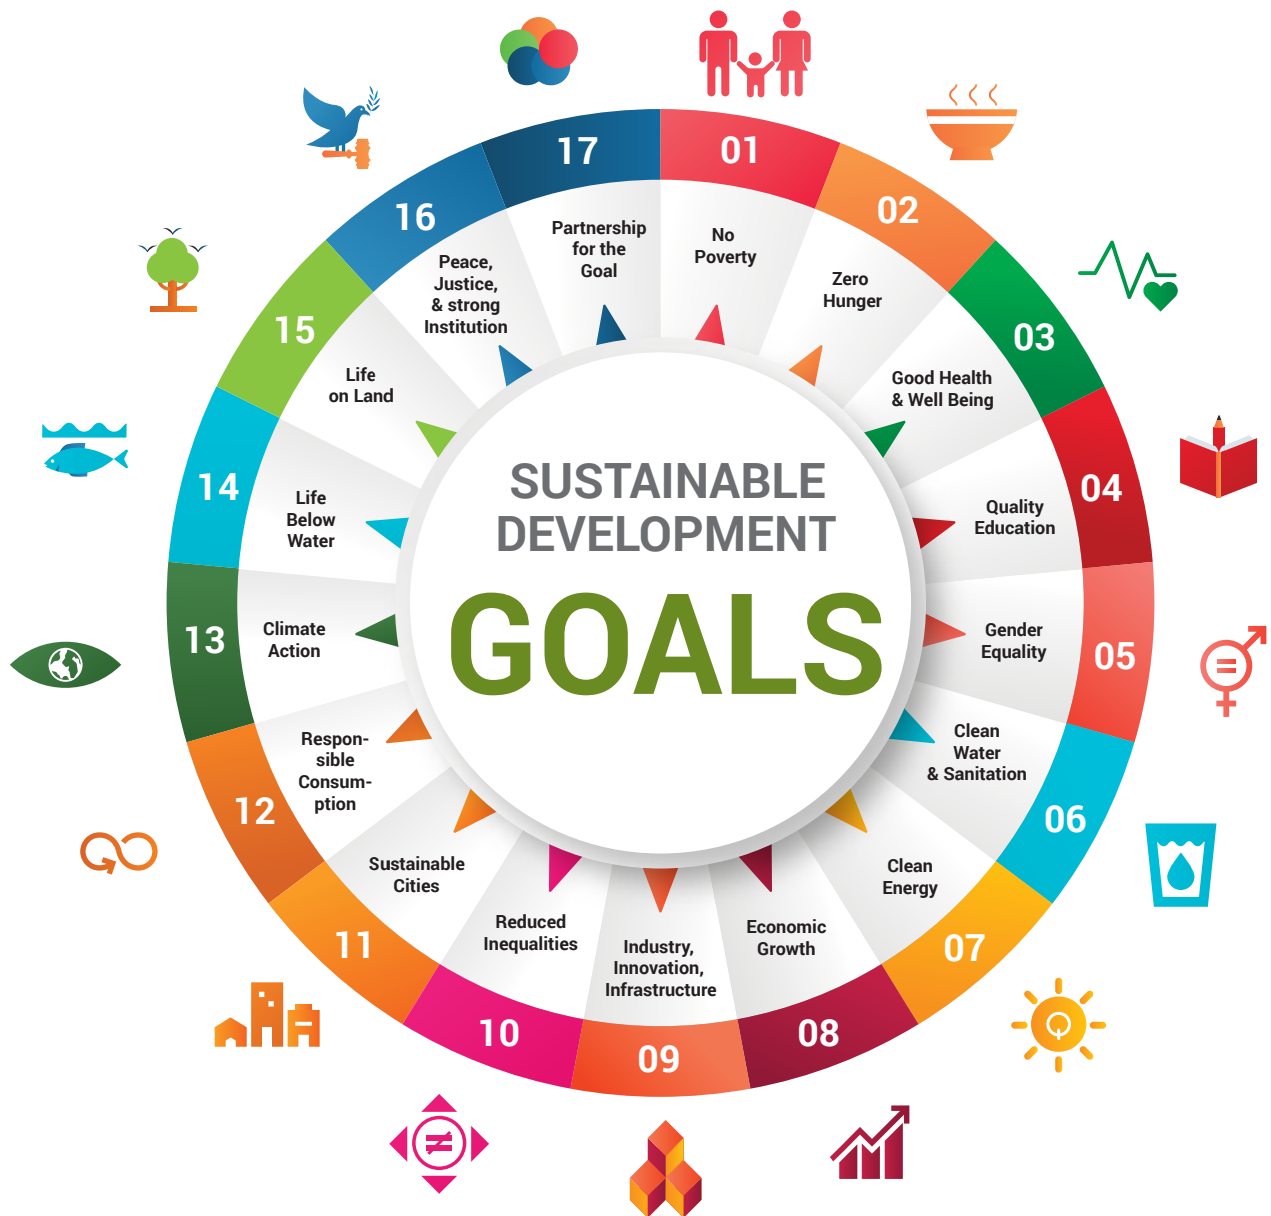 SUSTAINABLE
DEVELOPMENT
GOALS
01
No
Poverty
02
Zero
Hunger
03
Good Health
& Well Being
04
Quality
Education
05
Gender
Equality
06
Clean
Water
& Sanitation
07
Clean
Energy
08
Economic
Growth
09
Industry,
Innovation,
Infrastructure
10
Reduced
Inequalities
11
Sustainable
Cities
12
Respon-
sible
Consum-
ption
13
Climate
Action
14
Life
Below
Water
15
Life
on Land
16
Peace,
Justice,
& strong
Institution
17
Partnership
for the
Goal